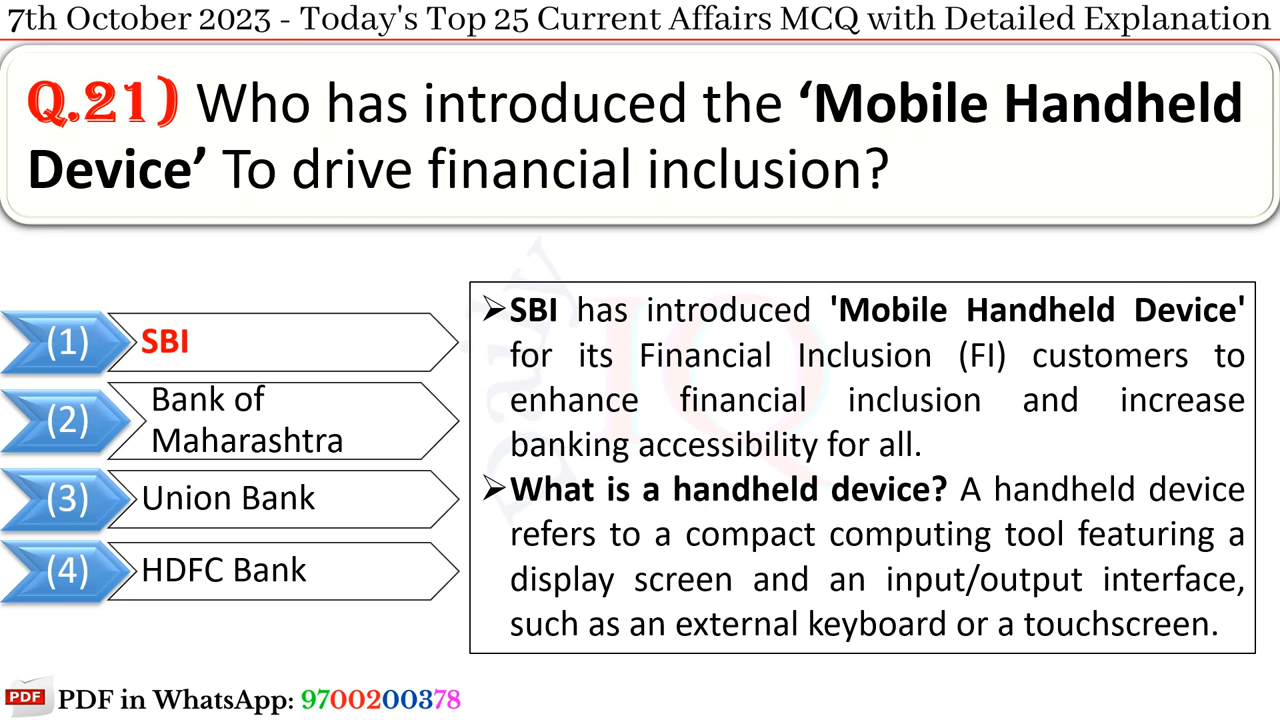 7th October 2023 - Today's Top 25 Current Affairs MCQ with Detailed Explanation
Q.21) Who has introduced the ‘Mobile Handheld
Device’ To drive financial inclusion?
(1) SBI
(2) Bank of
Maharashtra
(3) Union Bank
(4) HDFC Bank
➢SBI has introduced 'Mobile Handheld Device'
for its Financial Inclusion (FI) customers to
enhance financial inclusion and increase
banking accessibility for all.
➢What is a handheld device? A handheld device
refers to a compact computing tool featuring a
display screen and an input/output interface,
such as an external keyboard or a touchscreen.
Daily
IQ
PDF PDF in WhatsApp: 9700200378